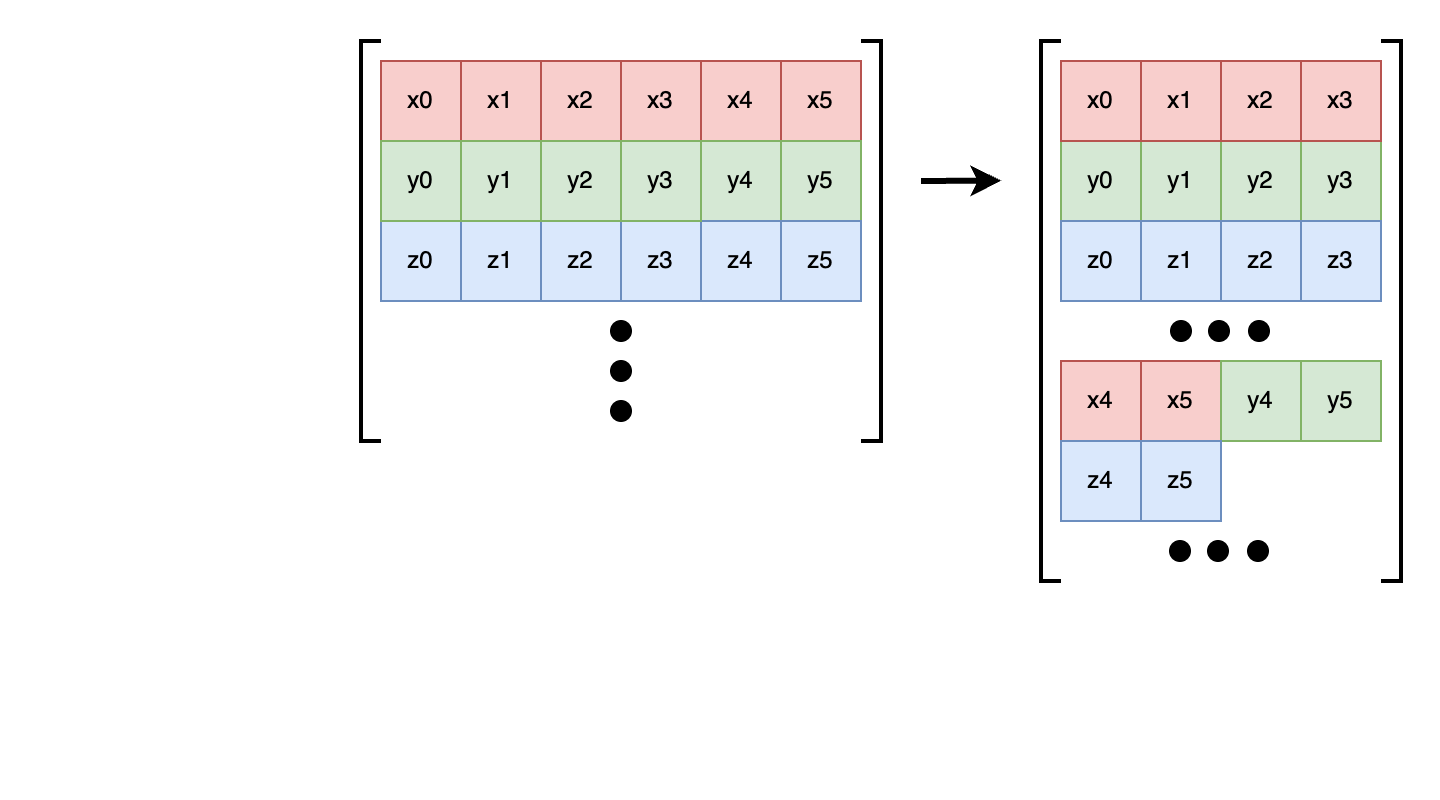 x0 x1 x2 x3 x4 x5
y0 y1 y2 y3 y4 y5
z0 z1 z2 z3 z4 z5
x0 x1 x2 x3
y0 y1 y2 y3
z0 z1 z2 z3
x4 x5 y4 y5
z4 z5